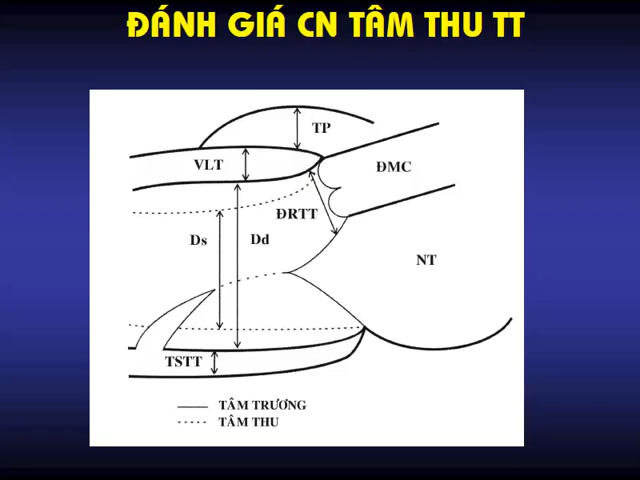 ĐÁNH GIÁ CN TÂM THU TT
TP
VLT
ĐMC
ĐRTT
Ds
Dd
NT
TSTT
TÂM TRƯƠNG
TÂM THU